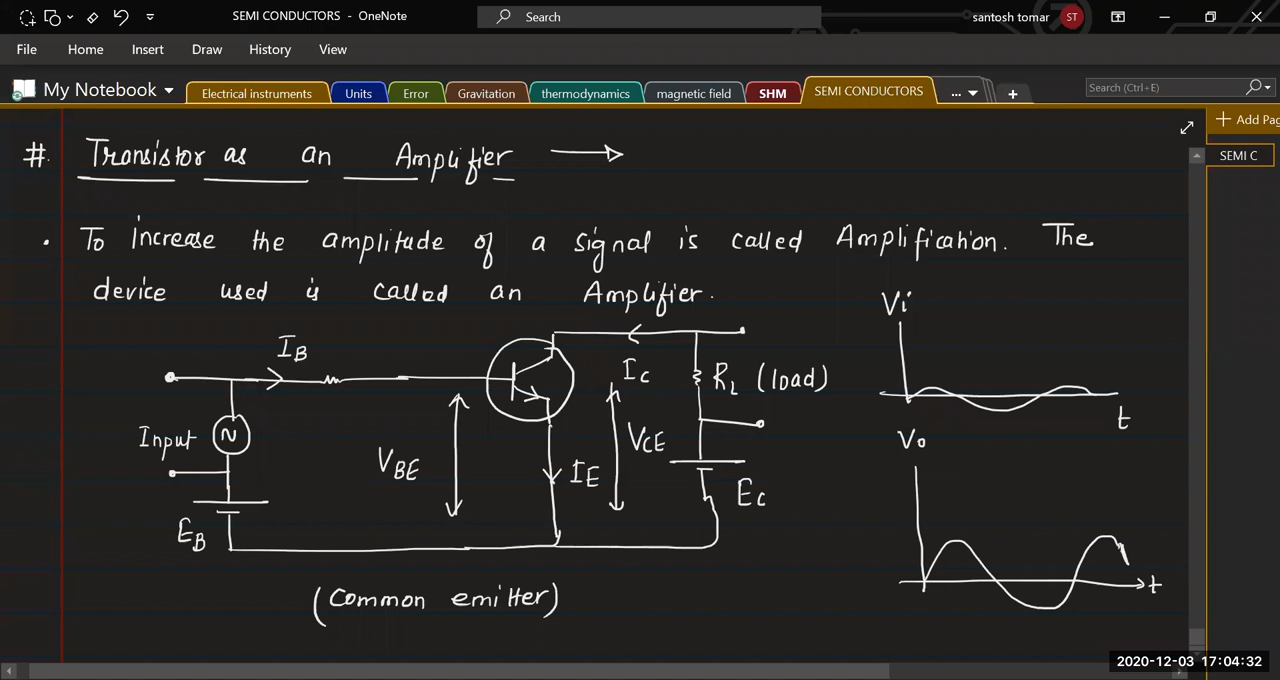 SEMI CONDUCTORS - OneNote
Search
santosh tomar
ST
File Home Insert Draw History View
My Notebook
Electrical instruments
Units
Error
Gravitation
thermodynamics
magnetic field
SHM
SEMI CONDUCTORS
...
+
Search (Ctrl+E)
+ Add Pag
SEMI C
#. Transistor as an Amplifier →
· To increase the amplitude of a signal is called Amplification. The
device used is called an Amplifier.
Vi
t
Vo
t
IB
IC
RL (load)
Input
VBE
IE
VCE
EC
EB
(Common emitter)
2020-12-03 17:04:32